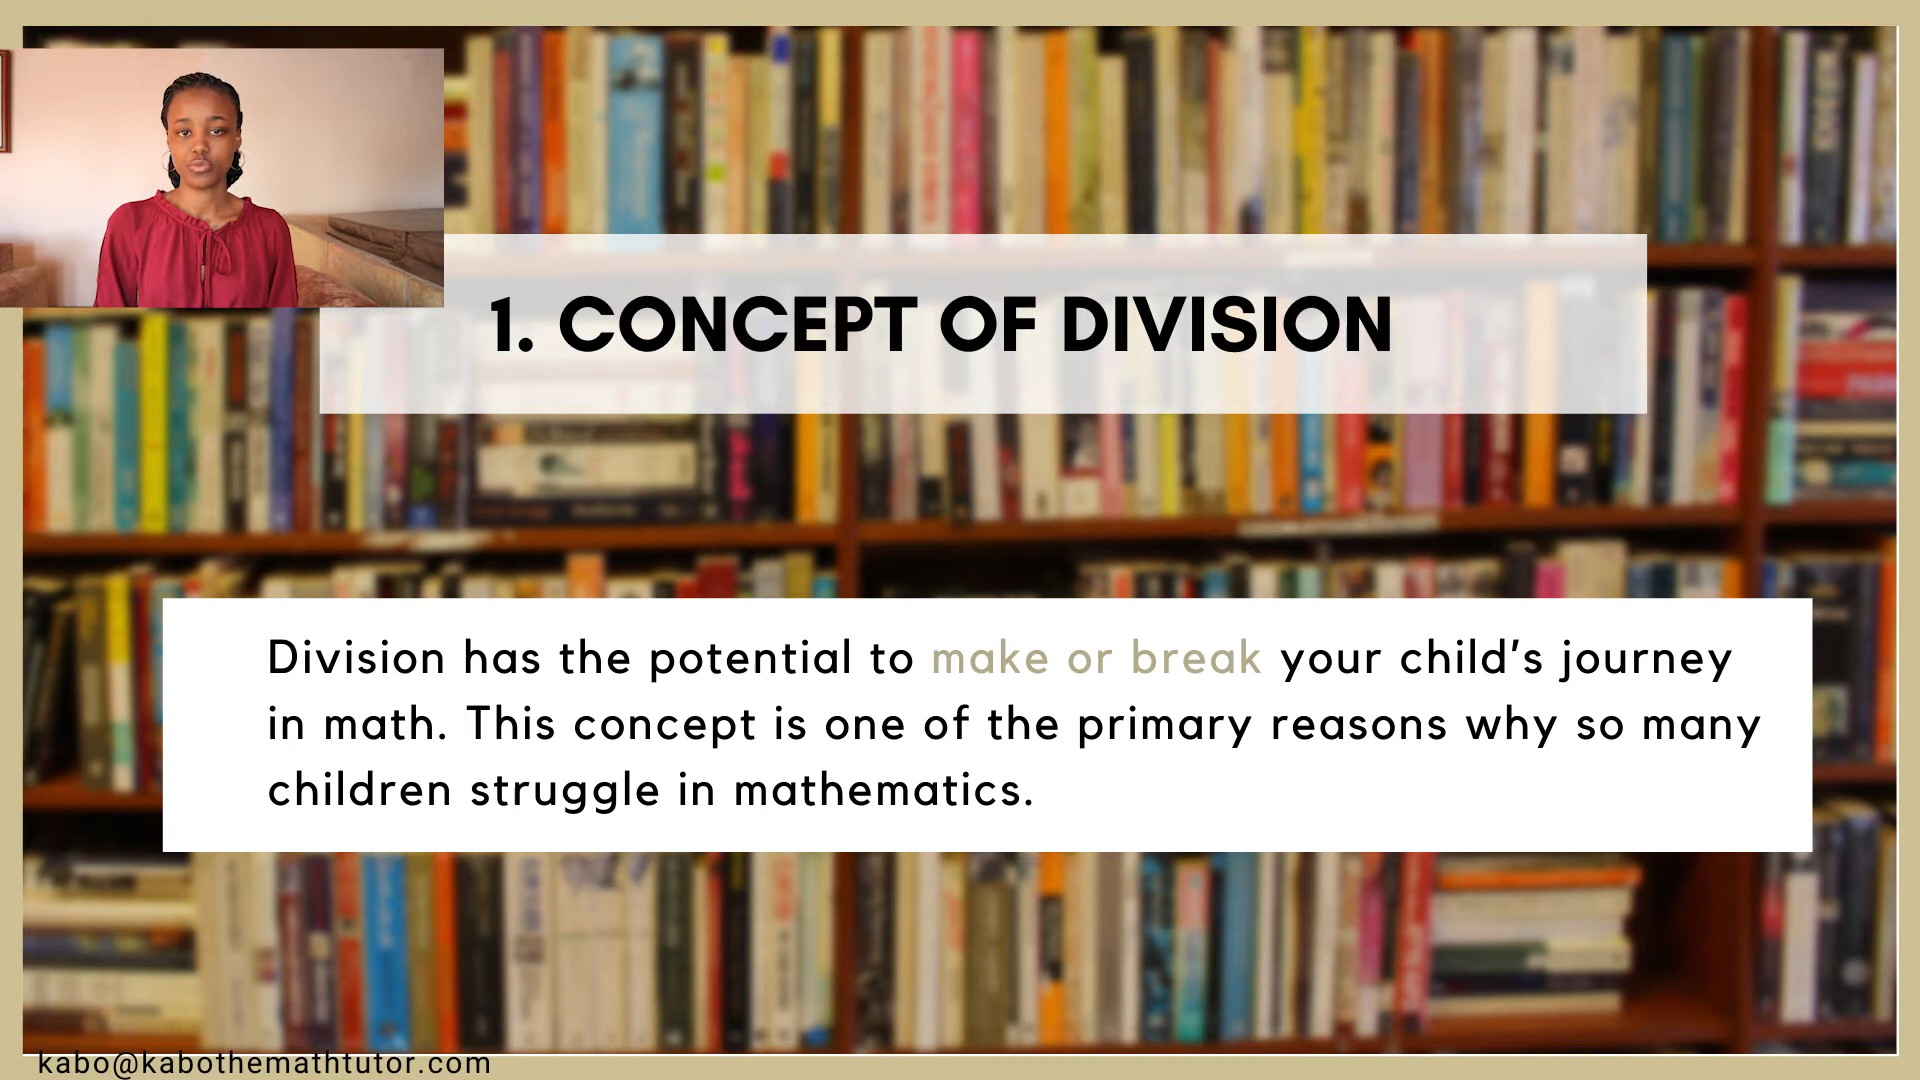 1. CONCEPT OF DIVISION
Division has the potential to make or break your child's journey
in math. This concept is one of the primary reasons why so many
children struggle in mathematics.
kabo@kabothemathtutor.com